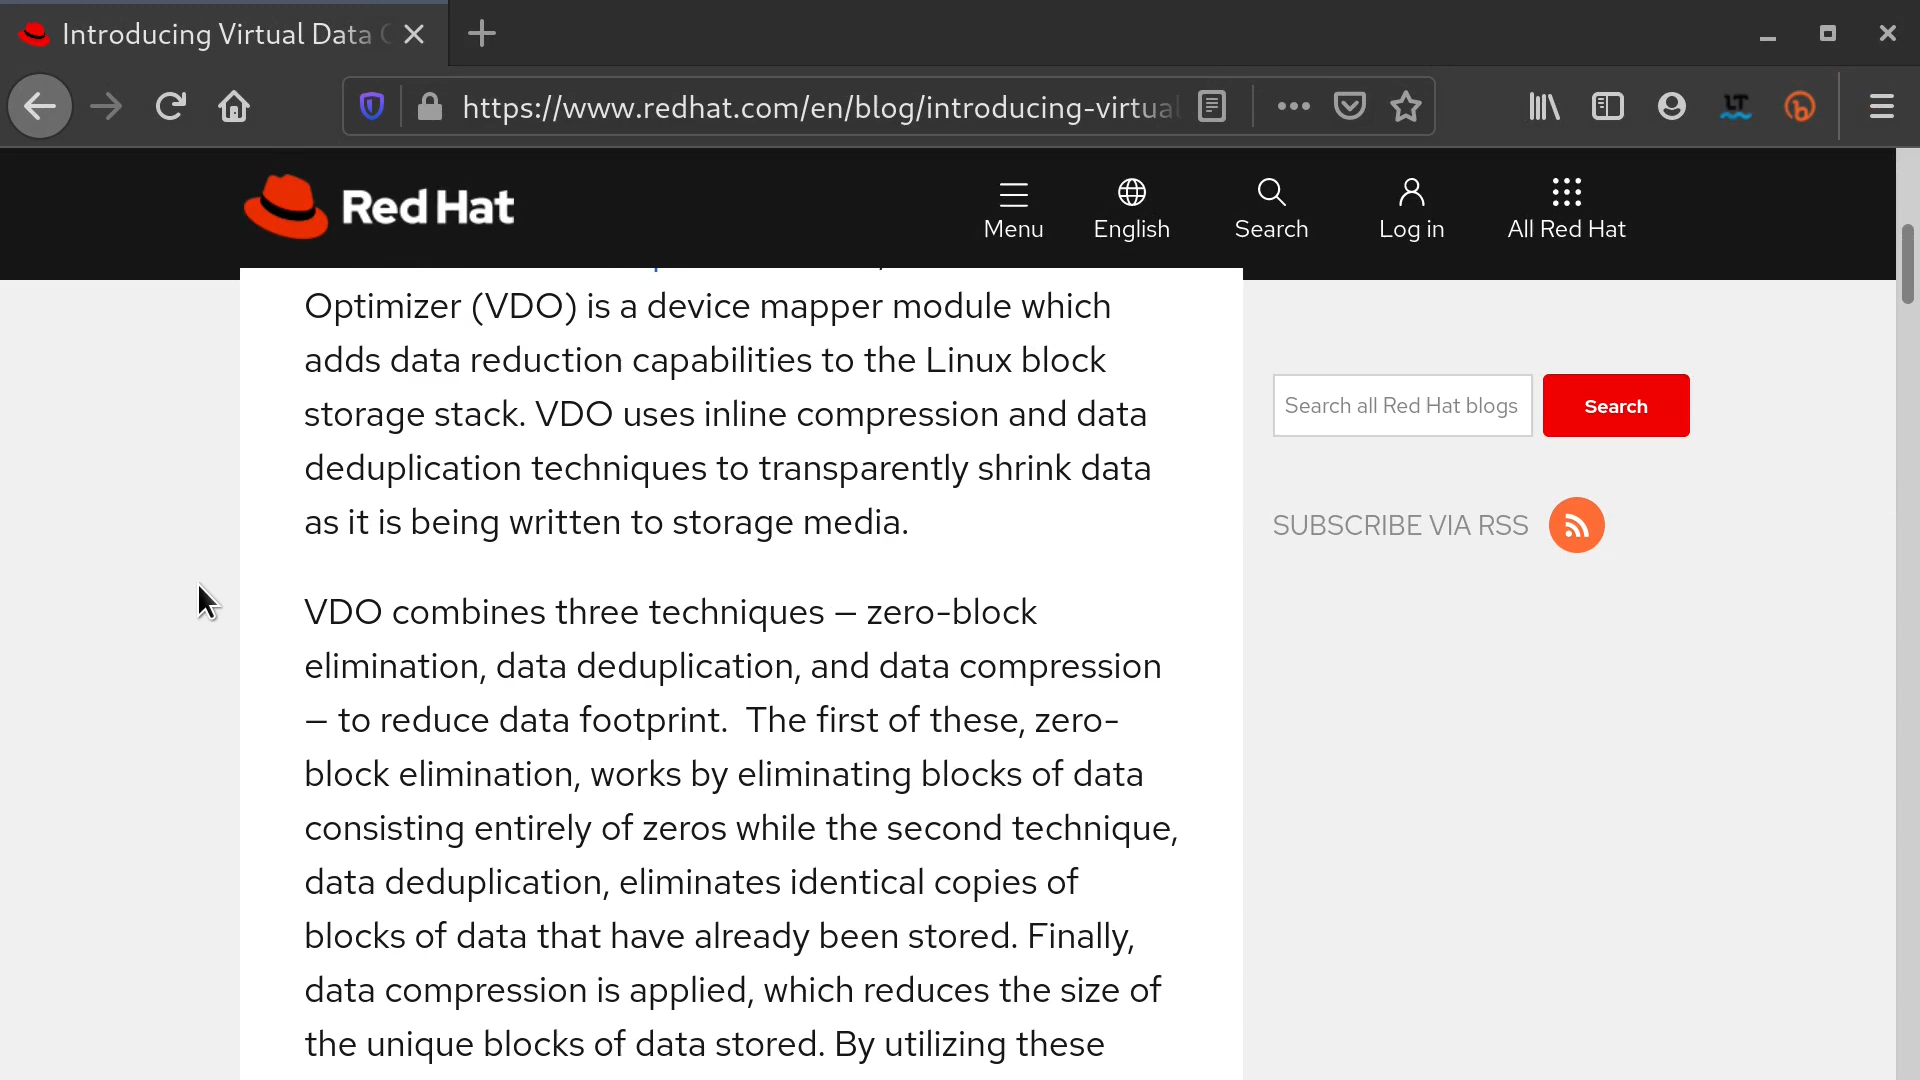 Introducing Virtual Data
https://www.redhat.com/en/blog/introducing-virtual
LT
b
Red Hat
Menu
English
Search
Log in
All Red Hat
Optimizer (VDO) is a device mapper module which
adds data reduction capabilities to the Linux block
storage stack. VDO uses inline compression and data
deduplication techniques to transparently shrink data
as it is being written to storage media.
Search all Red Hat blogs
Search
SUBSCRIBE VIA RSS
VDO combines three techniques — zero-block
elimination, data deduplication, and data compression
— to reduce data footprint.  The first of these, zero-
block elimination, works by eliminating blocks of data
consisting entirely of zeros while the second technique,
data deduplication, eliminates identical copies of
blocks of data that have already been stored. Finally,
data compression is applied, which reduces the size of
the unique blocks of data stored. By utilizing these